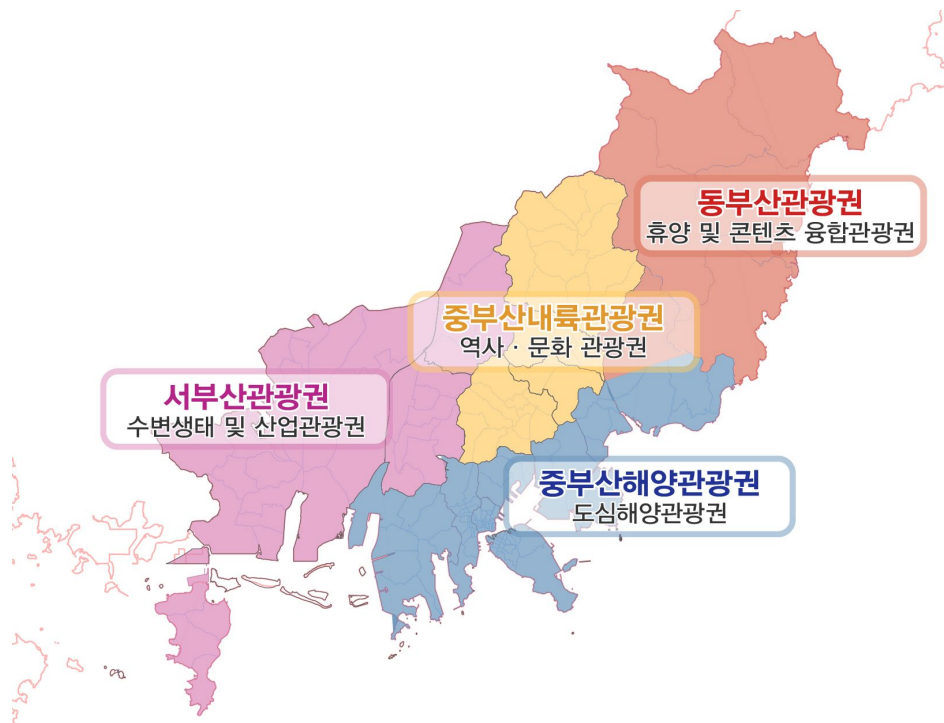 동부산관광권
휴양 및 콘텐츠 융합관광권
중부산내륙관광권
역사 · 문화 관광권
서부산관광권
수변생태 및 산업관광권
중부산해양관광권
도심해양관광권